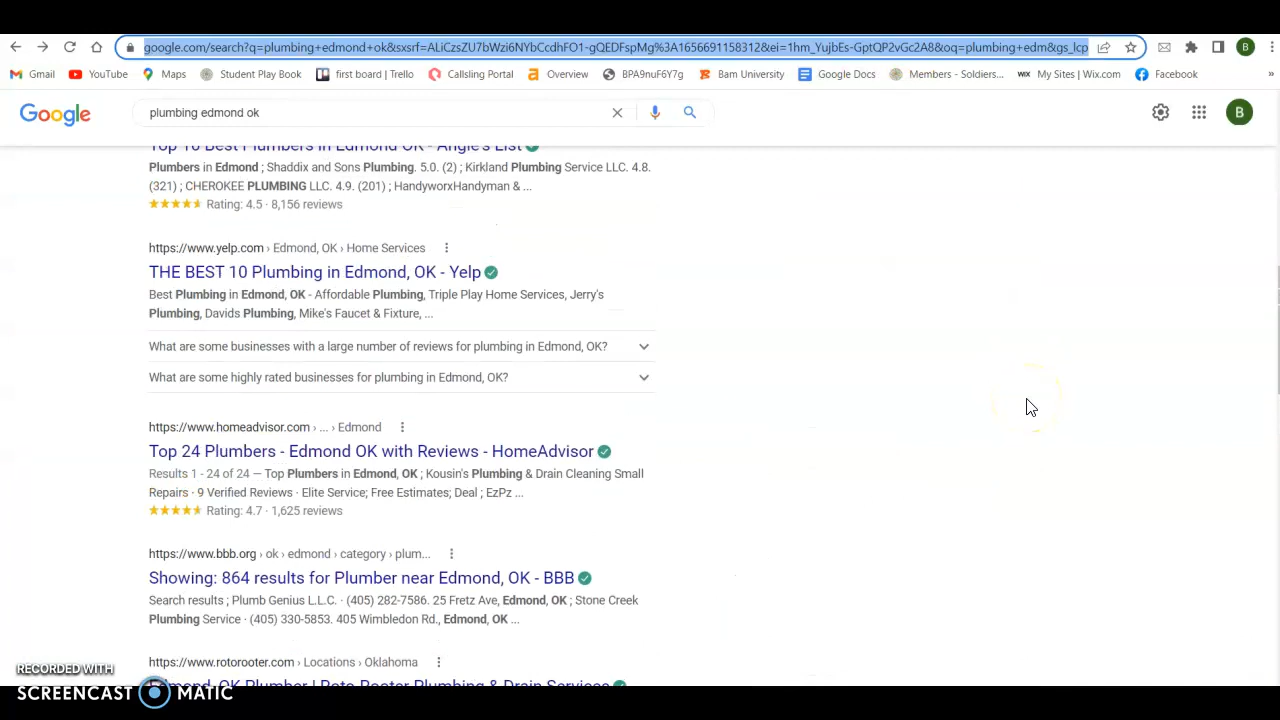 google.com/search?q=plumbing+edmond+ok&sxsrf=ALiCzsZU7bWzi6NYbCcdhFO1-gQEDFspMg%3A1656691158312&ei=1hm_YujbEs-GptQP2vGc2A8&oq=plumbing+edm&gs_lcp
B
Gmail YouTube Maps Student Play Book first board | Trello Callsling Portal Overview BPA9nuF6Y7g Bam University Google Docs Members - Soldiers... WiX My Sites | Wix.com Facebook »
Google plumbing edmond ok B
Top 10 Best Plumbers in Edmond OK - Angie's List
Plumbers in Edmond ; Shaddix and Sons Plumbing. 5.0. (2) ; Kirkland Plumbing Service LLC. 4.8.
(321) ; CHEROKEE PLUMBING LLC. 4.9. (201) ; HandyworxHandyman & ...
Rating: 4.5 · 8,156 reviews
https://www.yelp.com › Edmond, OK › Home Services
THE BEST 10 Plumbing in Edmond, OK - Yelp
Best Plumbing in Edmond, OK - Affordable Plumbing, Triple Play Home Services, Jerry's
Plumbing, Davids Plumbing, Mike's Faucet & Fixture, ...
What are some businesses with a large number of reviews for plumbing in Edmond, OK?
What are some highly rated businesses for plumbing in Edmond, OK?
https://www.homeadvisor.com › ... › Edmond
Top 24 Plumbers - Edmond OK with Reviews - HomeAdvisor
Results 1 - 24 of 24 — Top Plumbers in Edmond, OK ; Kousin's Plumbing & Drain Cleaning Small
Repairs · 9 Verified Reviews · Elite Service; Free Estimates; Deal ; EzPz ...
Rating: 4.7 · 1,625 reviews
https://www.bbb.org › ok › edmond › category › plum...
Showing: 864 results for Plumber near Edmond, OK - BBB
Search results ; Plumb Genius L.L.C. · (405) 282-7586. 25 Fretz Ave, Edmond, OK ; Stone Creek
Plumbing Service · (405) 330-5853. 405 Wimbledon Rd., Edmond, OK ...
https://www.rotorooter.com › Locations › Oklahoma
Edmond, OK Plumber | Roto-Rooter Plumbing & Drain Services
RECORDED WITH
SCREENCAST MATIC